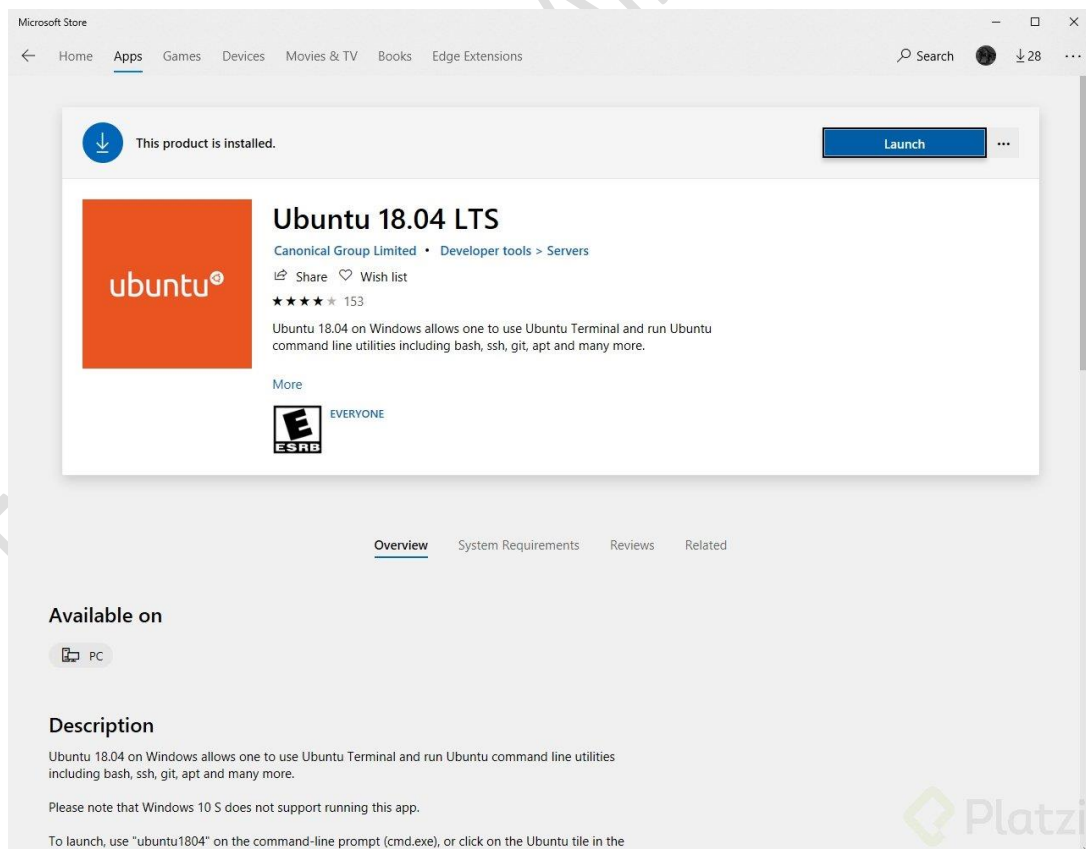 Microsoft Store
Home Apps Games Devices Movies & TV Books Edge Extensions Search 28
This product is installed.
Launch
ubuntu
Ubuntu 18.04 LTS
Canonical Group Limited • Developer tools > Servers
Share Wish list
153
Ubuntu 18.04 on Windows allows one to use Ubuntu Terminal and run Ubuntu
command line utilities including bash, ssh, git, apt and many more.
More
E
EVERYONE
ESRB
Overview System Requirements Reviews Related
Available on
PC
Description
Ubuntu 18.04 on Windows allows one to use Ubuntu Terminal and run Ubuntu command line utilities
including bash, ssh, git, apt and many more.
Please note that Windows 10 S does not support running this app.
To launch, use "ubuntu1804" on the command-line prompt (cmd.exe), or click on the Ubuntu tile in the
Platzi